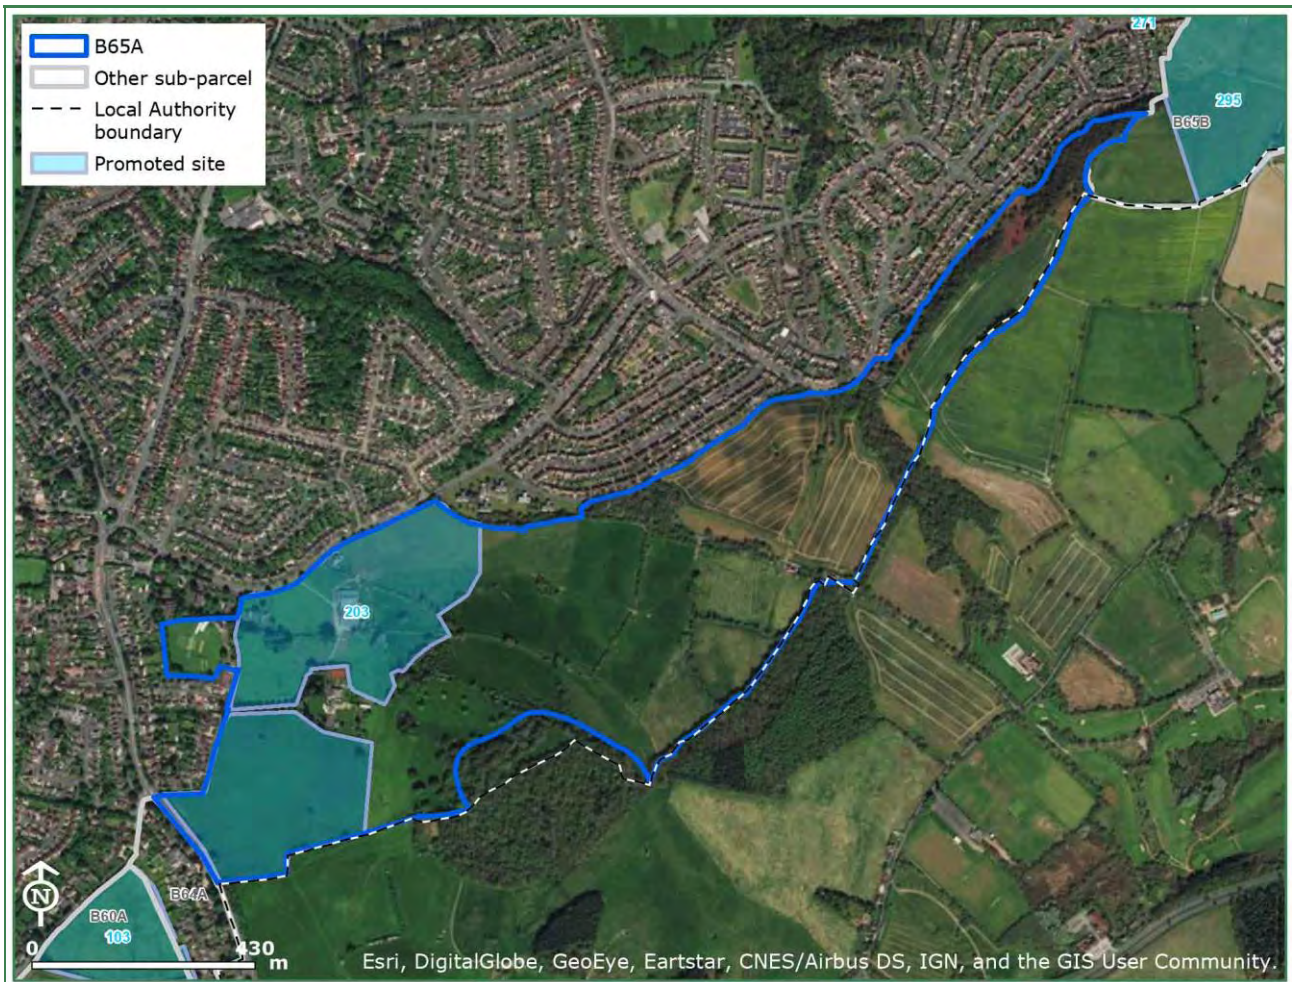 B65A
Other sub-parcel
Local Authority
boundary
Promoted site
271
295
B65B
203
B64A
B60A
103
N
0 430
m
Esri, DigitalGlobe, GeoEye, Eartstar, CNES/Airbus DS, IGN, and the GIS User Community.